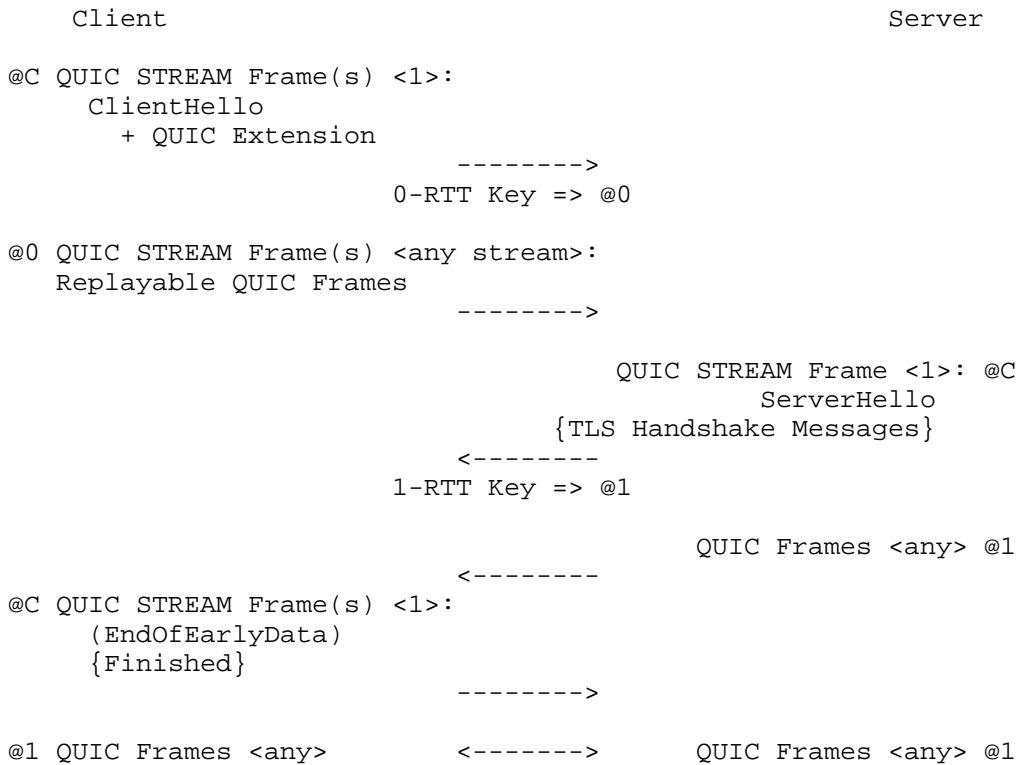 Client Server
@C QUIC STREAM Frame(s) <1>:
ClientHello
+ QUIC Extension
-------->
0-RTT Key => @0
@0 QUIC STREAM Frame(s) <any stream>:
Replayable QUIC Frames
-------->
QUIC STREAM Frame <1>: @C
ServerHello
{TLS Handshake Messages}
<--------
1-RTT Key => @1
QUIC Frames <any> @1
<--------
@C QUIC STREAM Frame(s) <1>:
(EndOfEarlyData)
{Finished}
-------->
@1 QUIC Frames <any> <-------> QUIC Frames <any> @1